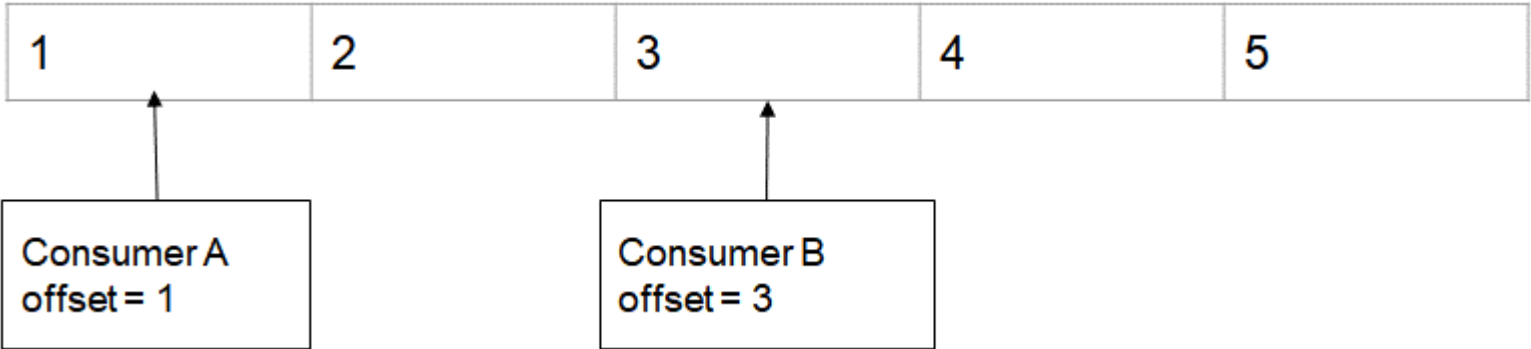 1 2 3 4 5
Consumer A
offset = 1
Consumer B
offset = 3